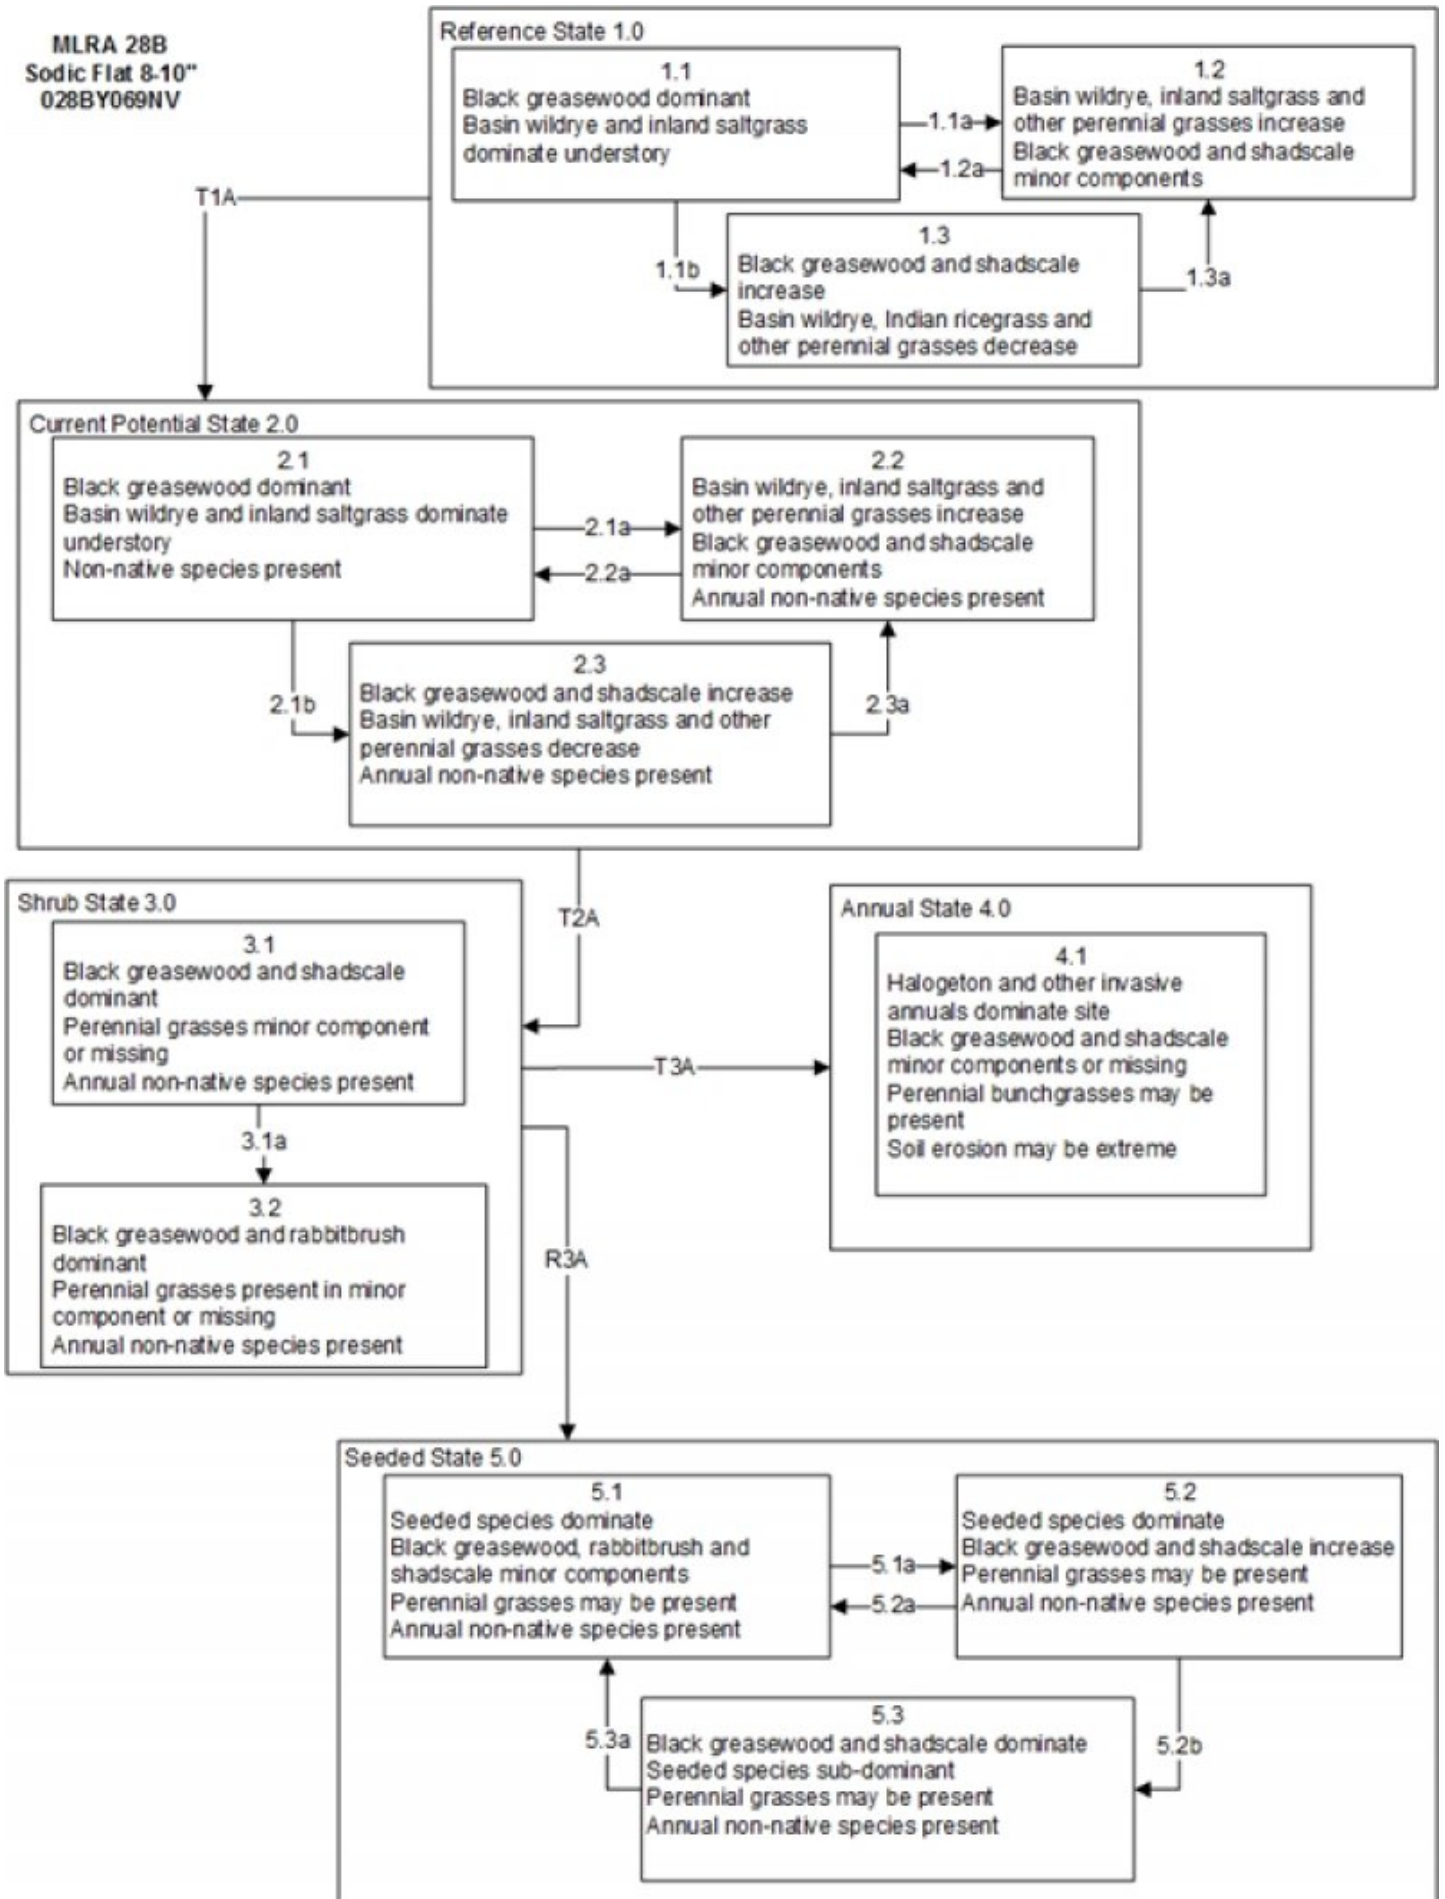 MLRA 28B
Sodic Flat 8-10"
028BY069NV
Reference State 1.0
1.1
Black greasewood dominant
Basin wildrye and inland saltgrass
dominate understory
1.1a
1.2a
1.2
Basin wildrye, inland saltgrass and
other perennial grasses increase
Black greasewood and shadscale
minor components
1.1b
1.3
Black greasewood and shadscale
increase
Basin wildrye, Indian ricegrass and
other perennial grasses decrease
1.3a
T1A
Current Potential State 2.0
2.1
Black greasewood dominant
Basin wildrye and inland saltgrass dominate
understory
Non-native species present
2.1a
2.2a
2.2
Basin wildrye, inland saltgrass and
other perennial grasses increase
Black greasewood and shadscale
minor components
Annual non-native species present
2.1b
2.3
Black greasewood and shadscale increase
Basin wildrye, inland saltgrass and other
perennial grasses decrease
Annual non-native species present
2.3a
T2A
Shrub State 3.0
3.1
Black greasewood and shadscale
dominant
Perennial grasses minor component
or missing
Annual non-native species present
3.1a
3.2
Black greasewood and rabbitbrush
dominant
Perennial grasses present in minor
component or missing
Annual non-native species present
T3A
R3A
Annual State 4.0
4.1
Halogeton and other invasive
annuals dominate site
Black greasewood and shadscale
minor components or missing
Perennial bunchgrasses may be
present
Soil erosion may be extreme
Seeded State 5.0
5.1
Seeded species dominate
Black greasewood, rabbitbrush and
shadscale minor components
Perennial grasses may be present
Annual non-native species present
5.1a
5.2a
5.2
Seeded species dominate
Black greasewood and shadscale increase
Perennial grasses may be present
Annual non-native species present
5.3a
5.3
Black greasewood and shadscale dominate
Seeded species sub-dominant
Perennial grasses may be present
Annual non-native species present
5.2b